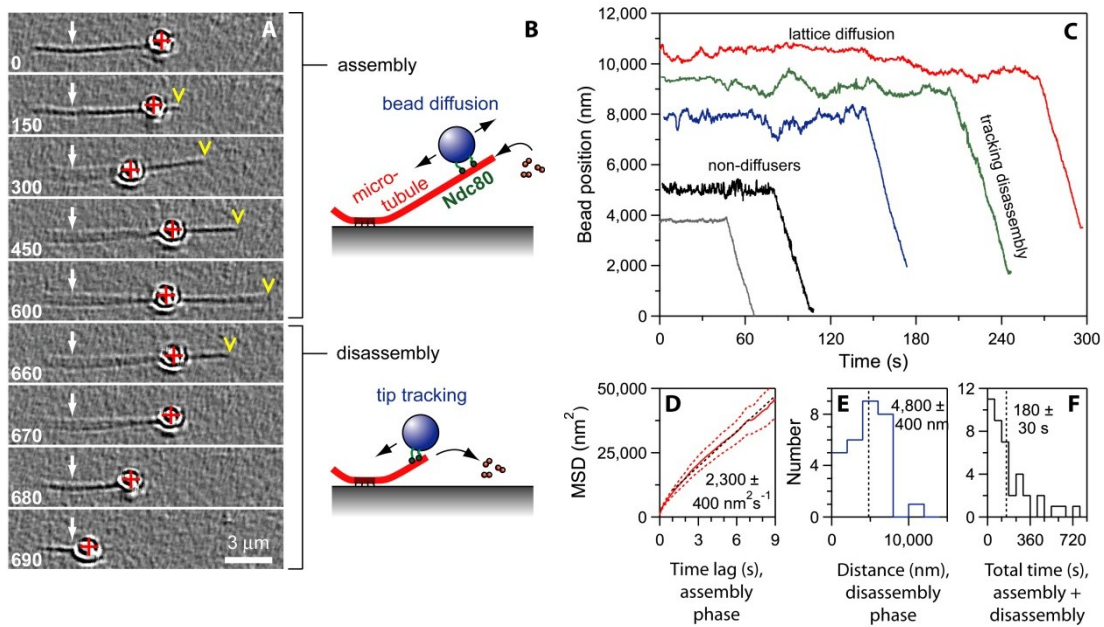 A
0
150
300
450
600
660
670
680
690
3 μm
assembly
disassembly
B
bead diffusion
micro-
tubule
Ndc80
tip tracking
C
12,000
10,000
8,000
6,000
4,000
2,000
0
Bead position (nm)
lattice diffusion
non-diffusers
tracking disassembly
0 60 120 180 240 300
Time (s)
D
50,000
25,000
0
MSD (nm²)
2,300 ±
400 nm²s⁻¹
0 3 6 9
Time lag (s),
assembly
phase
E
8
4
0
Number
4,800 ±
400 nm
0 10,000
Distance (nm),
disassembly
phase
F
12
8
4
0
180 ±
30 s
0 360 720
Total time (s),
assembly +
disassembly